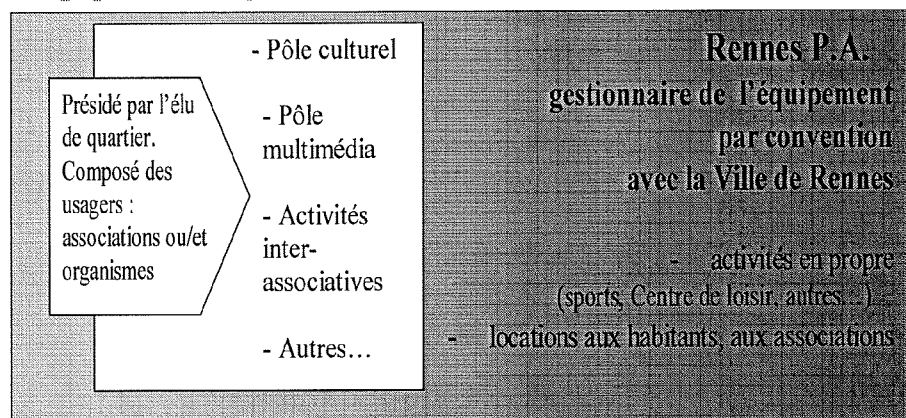 Présidé par l'élu
de quartier.
Composé des
usagers :
associations ou/et
organismes
- Pôle culturel
- Pôle
multimédia
- Activités
inter-
associatives
- Autres…
Rennes P.A.
gestionnaire de l'équipement
par convention
avec la Ville de Rennes
- activités en propre
(sports, Centre de loisir, autres…)
- locations aux habitants, aux associations